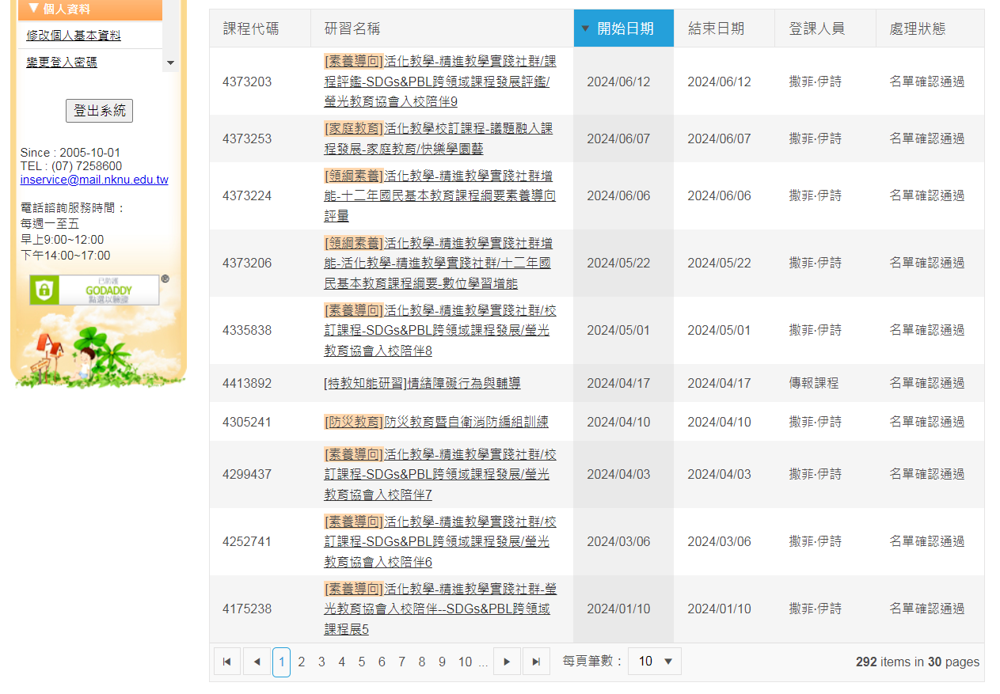 ▼ 個人資料
修改個人基本資料
變更登入密碼
登出系統
Since : 2005-10-01
TEL : (07) 7258600
inservice@mail.nknu.edu.tw
電話諮詢服務時間：
每週一至五
早上9:00~12:00
下午14:00~17:00
已防護
GODADDY
點選以驗證
®
課程代碼 研習名稱 開始日期 結束日期 登課人員 處理狀態
[素養導向]活化教學-精進教學實踐社群/課
4373203 程評鑑-SDGs&PBL跨領域課程發展評鑑/ 2024/06/12 2024/06/12 撒菲‧伊詩 名單確認通過
瑩光教育協會入校陪伴9
[家庭教育]活化教學校訂課程-議題融入課
4373253 2024/06/07 2024/06/07 撒菲‧伊詩 名單確認通過
程發展-家庭教育/快樂學園藝
[領綱素養]活化教學-精進教學實踐社群增
4373224 能-十二年國民基本教育課程綱要素養導向 2024/06/06 2024/06/06 撒菲‧伊詩 名單確認通過
評量
[領綱素養]活化教學-精進教學實踐社群增
4373206 能-活化教學-精進教學實踐社群/十二年國 2024/05/22 2024/05/22 撒菲‧伊詩 名單確認通過
民基本教育課程綱要-數位學習增能
[素養導向]活化教學-精進教學實踐社群/校
4335838 訂課程-SDGs&PBL跨領域課程發展/瑩光 2024/05/01 2024/05/01 撒菲‧伊詩 名單確認通過
教育協會入校陪伴8
4413892 [特教知能研習]情緒障礙行為與輔導 2024/04/17 2024/04/17 傳報課程 名單確認通過
4305241 [防災教育]防災教育暨自衛消防編組訓練 2024/04/10 2024/04/10 撒菲‧伊詩 名單確認通過
[素養導向]活化教學-精進教學實踐社群/校
4299437 訂課程-SDGs&PBL跨領域課程發展/瑩光 2024/04/03 2024/04/03 撒菲‧伊詩 名單確認通過
教育協會入校陪伴7
[素養導向]活化教學-精進教學實踐社群/校
4252741 訂課程-SDGs&PBL跨領域課程發展/瑩光 2024/03/06 2024/03/06 撒菲‧伊詩 名單確認通過
教育協會入校陪伴6
[素養導向]活化教學-精進教學實踐社群-瑩
4175238 光教育協會入校陪伴--SDGs&PBL跨領域 2024/01/10 2024/01/10 撒菲‧伊詩 名單確認通過
課程展5
1 2 3 4 5 6 7 8 9 10 ... 每頁筆數： 10 292 items in 30 pages